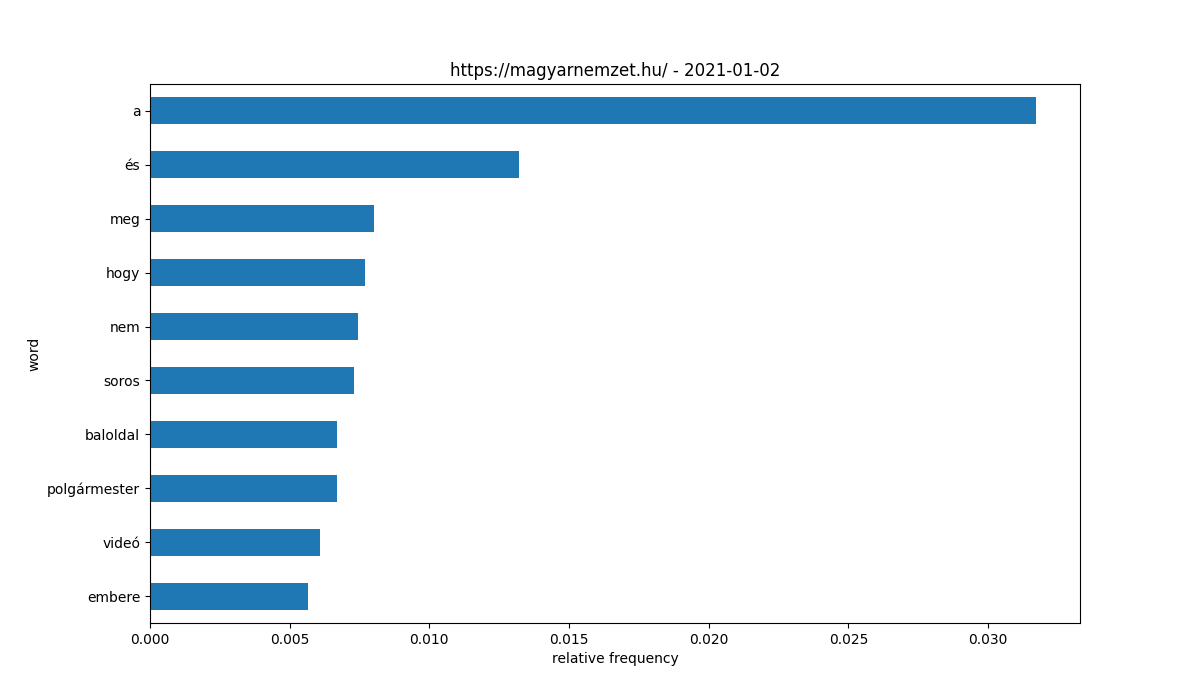 https://magyarnemzet.hu/ - 2021-01-02
a
és
meg
hogy
nem
soros
baloldal
polgármester
videó
embere
word
0.000 0.005 0.010 0.015 0.020 0.025 0.030
relative frequency